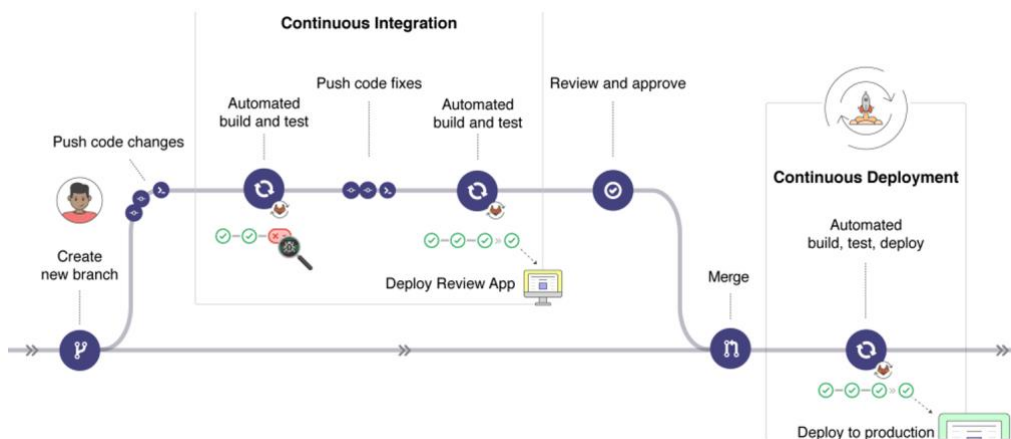 Continuous Integration
Push code fixes
Review and approve
Automated
build and test
Automated
build and test
Push code changes
Continuous Deployment
Create
new branch
Automated
build, test, deploy
Deploy Review App
Merge
Deploy to production